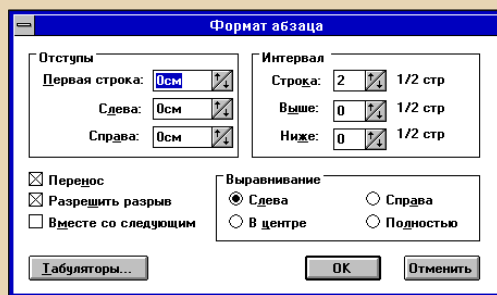 Формат абзаца
Отступы
Первая строка: 0см
Слева: 0см
Справа: 0см
Интервал
Строка: 2 1/2 стр
Выше: 0 1/2 стр
Ниже: 0 1/2 стр
Перенос
Разрешить разрыв
Вместе со следующим
Выравнивание
Слева Справа
В центре Полностью
Табуляторы... OK Отменить